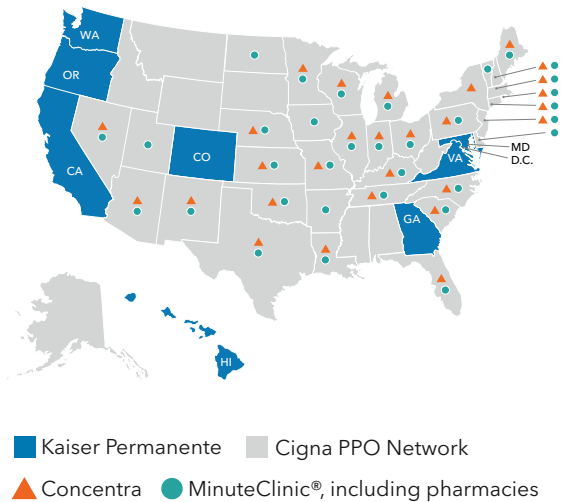 WA
OR
CA
CO
VA
MD
D.C.
GA
HI
Kaiser Permanente
Cigna PPO Network
Concentra
MinuteClinic®, including pharmacies